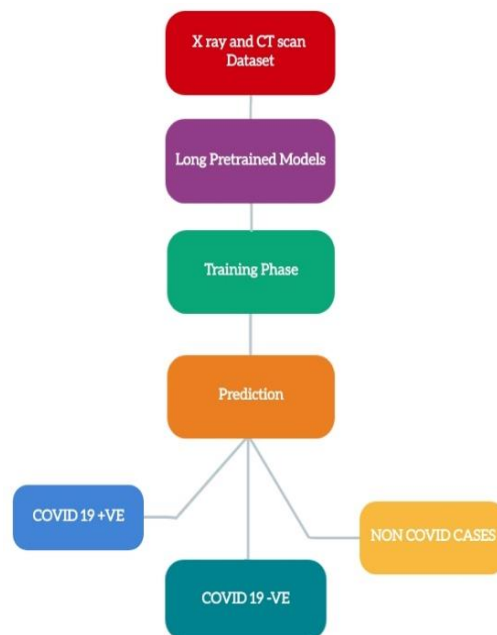 X ray and CT scan
Dataset
Long Pretrained Models
Training Phase
Prediction
COVID 19 +VE
NON COVID CASES
COVID 19 -VE